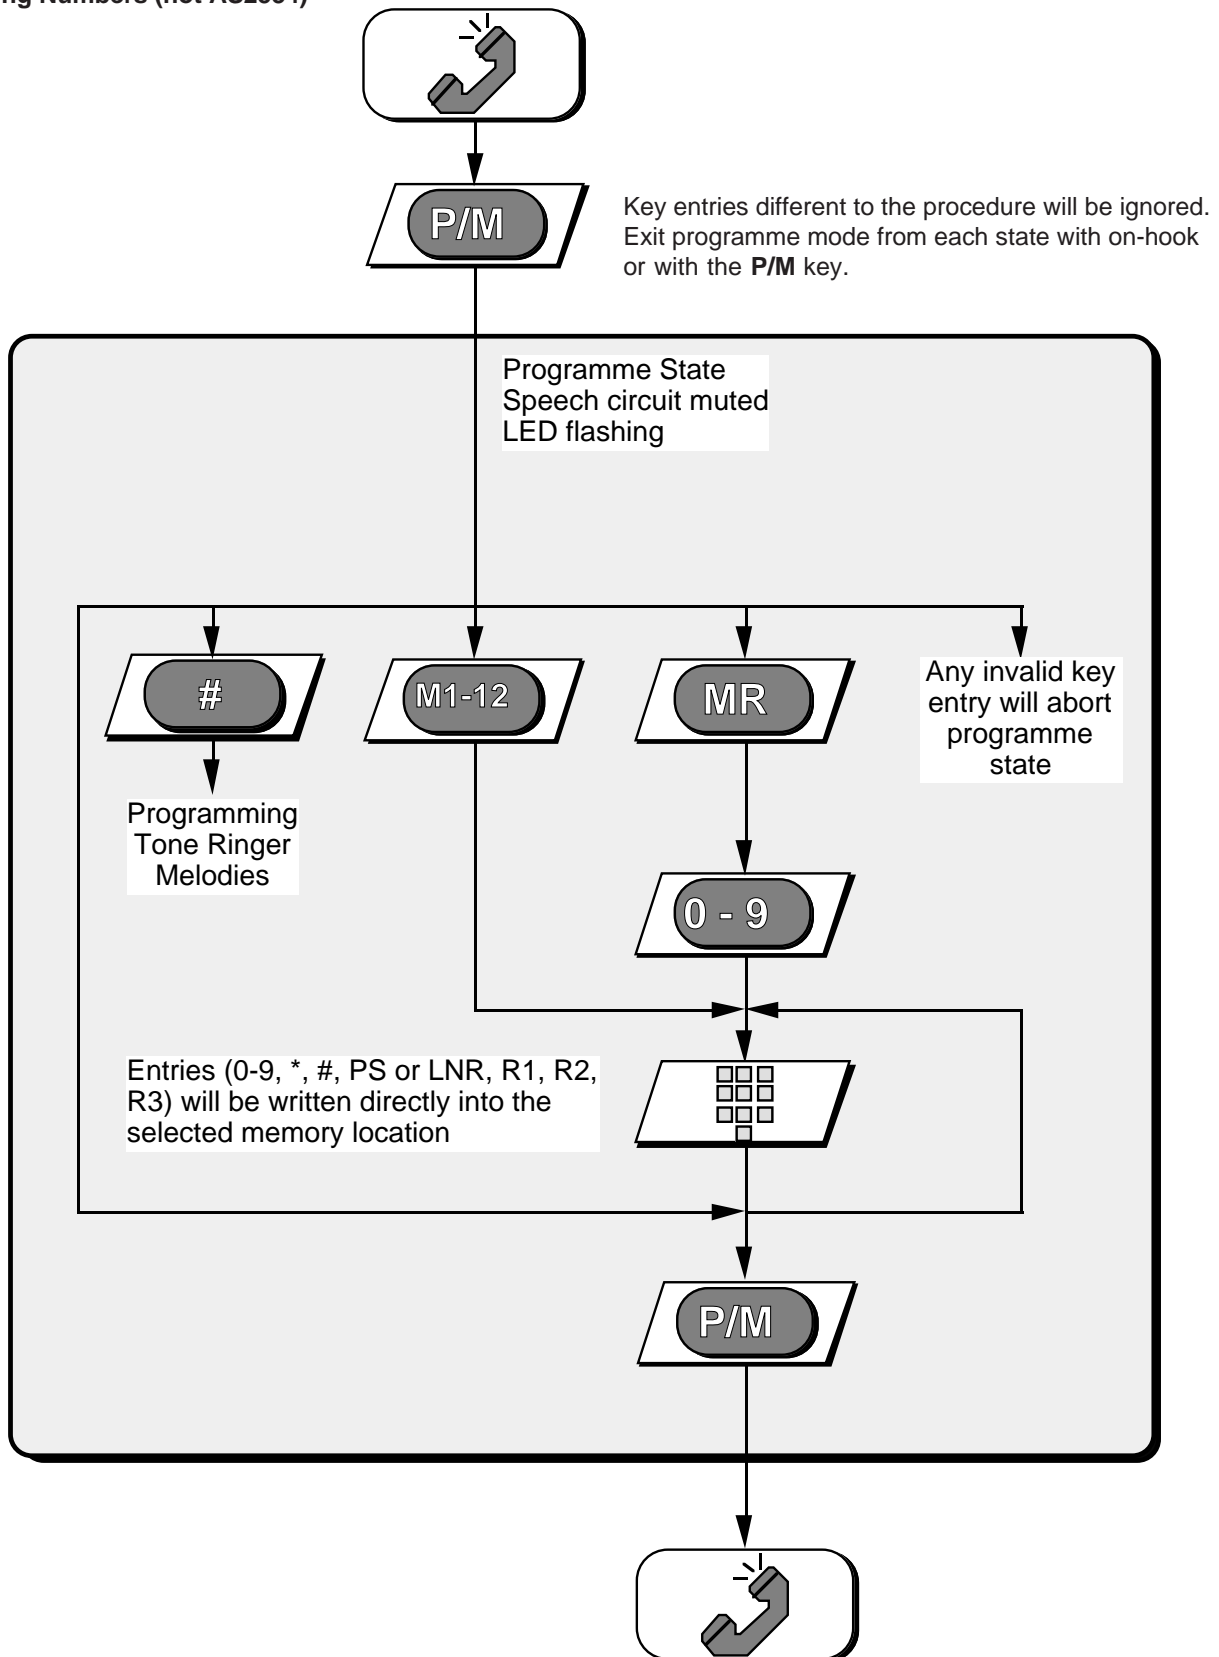 Numbers (not
P/M
Key entries different to the procedure will be ignored.
Exit programme mode from each state with on-hook
or with the P/M key.
Programme State
Speech circuit muted
LED flashing
#
M1-12
MR
Any invalid key
entry will abort
programme
state
Programming
Tone Ringer
Melodies
0 - 9
Entries (0-9, *, #, PS or LNR, R1, R2,
R3) will be written directly into the
selected memory location
P/M